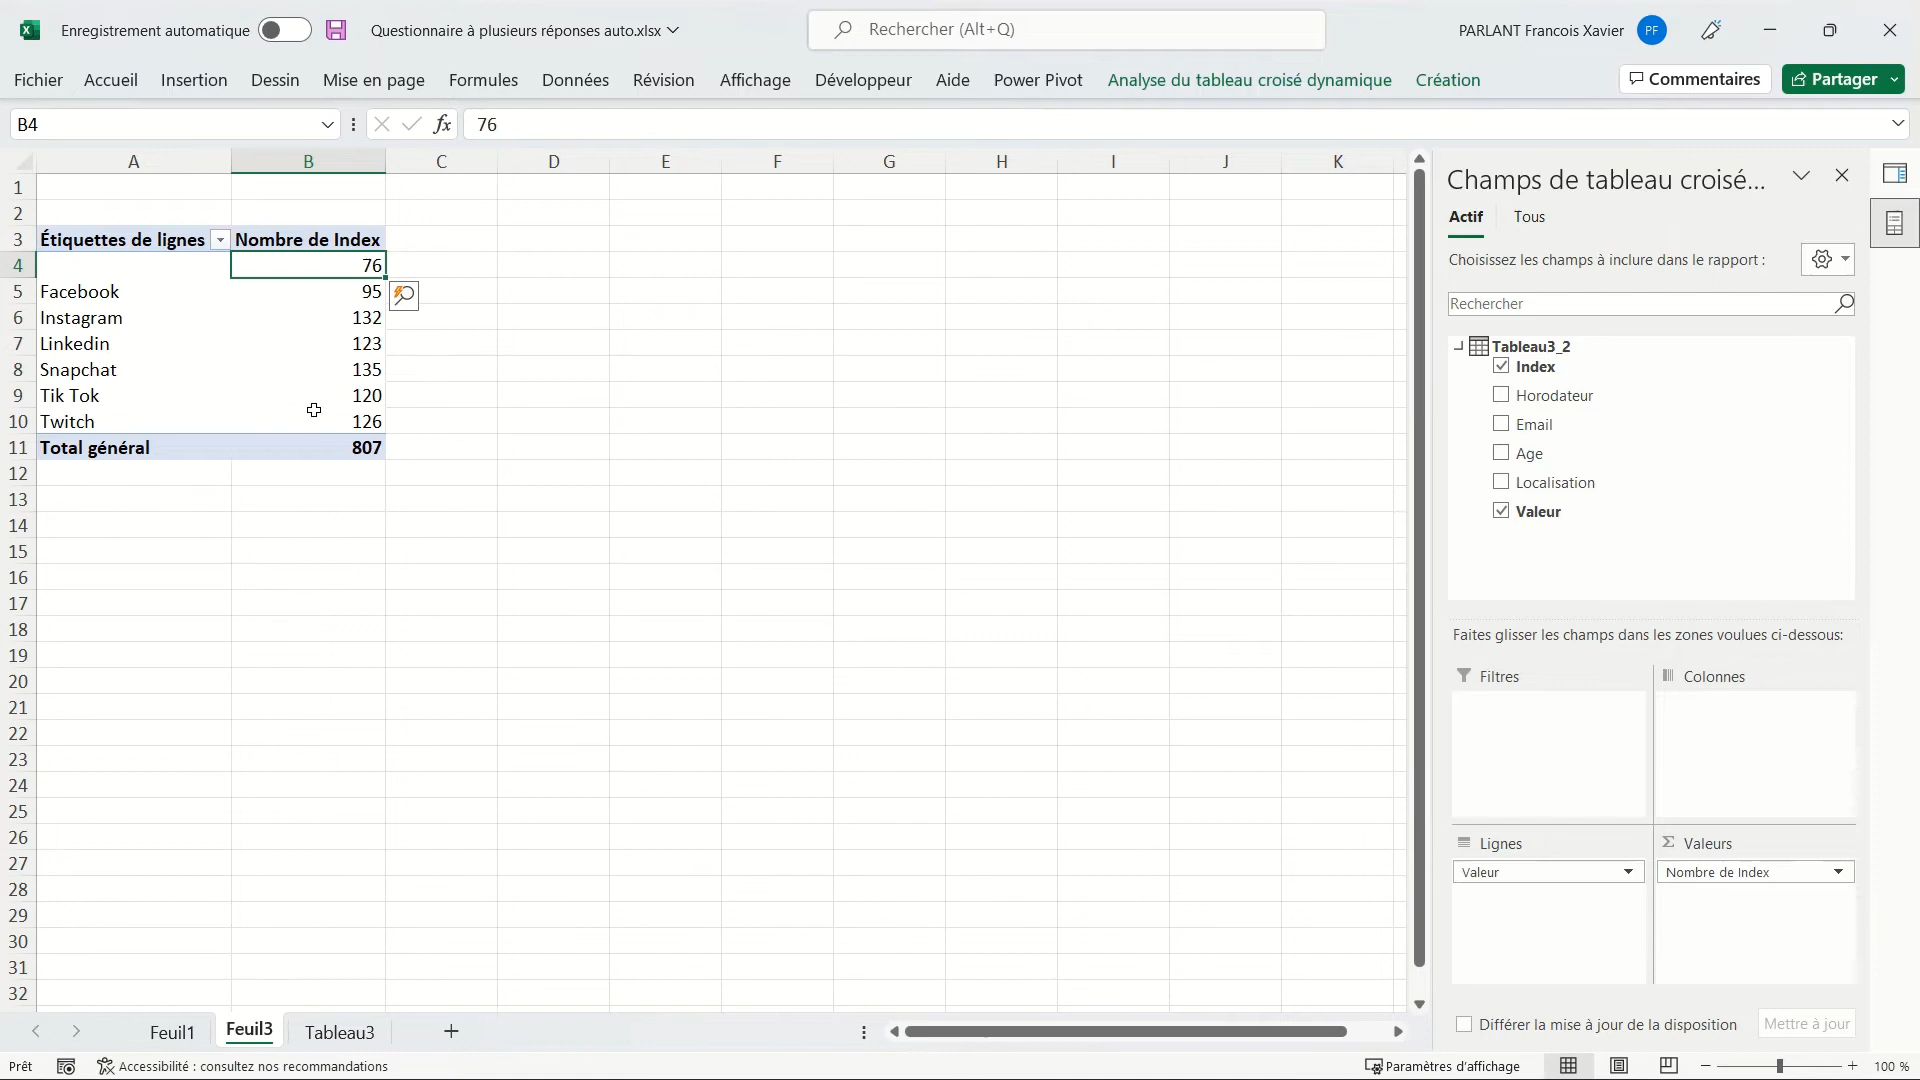 Enregistrement automatique
Questionnaire à plusieurs réponses auto.xlsx
Rechercher (Alt+Q)
PARLANT Francois Xavier
PF
Fichier
Accueil
Insertion
Dessin
Mise en page
Formules
Données
Révision
Affichage
Développeur
Aide
Power Pivot
Analyse du tableau croisé dynamique
Création
Commentaires
Partager
B4
fx
76
A
B
C
D
E
F
G
H
I
J
K
1
2
3 Étiquettes de lignes Nombre de Index
4 76
5 Facebook 95
6 Instagram 132
7 Linkedin 123
8 Snapchat 135
9 Tik Tok 120
10 Twitch 126
11 Total général 807
12
13
14
15
16
17
18
19
20
21
22
23
24
25
26
27
28
29
30
31
32
Champs de tableau croisé...
Actif
Tous
Choisissez les champs à inclure dans le rapport :
Rechercher
Tableau3_2
Index
Horodateur
Email
Age
Localisation
Valeur
Faites glisser les champs dans les zones voulues ci-dessous:
Filtres
Colonnes
Lignes
Σ Valeurs
Valeur
Nombre de Index
Différer la mise à jour de la disposition
Mettre à jour
Feuil1
Feuil3
Tableau3
Prêt
Accessibilité : consultez nos recommandations
Paramètres d'affichage
100 %